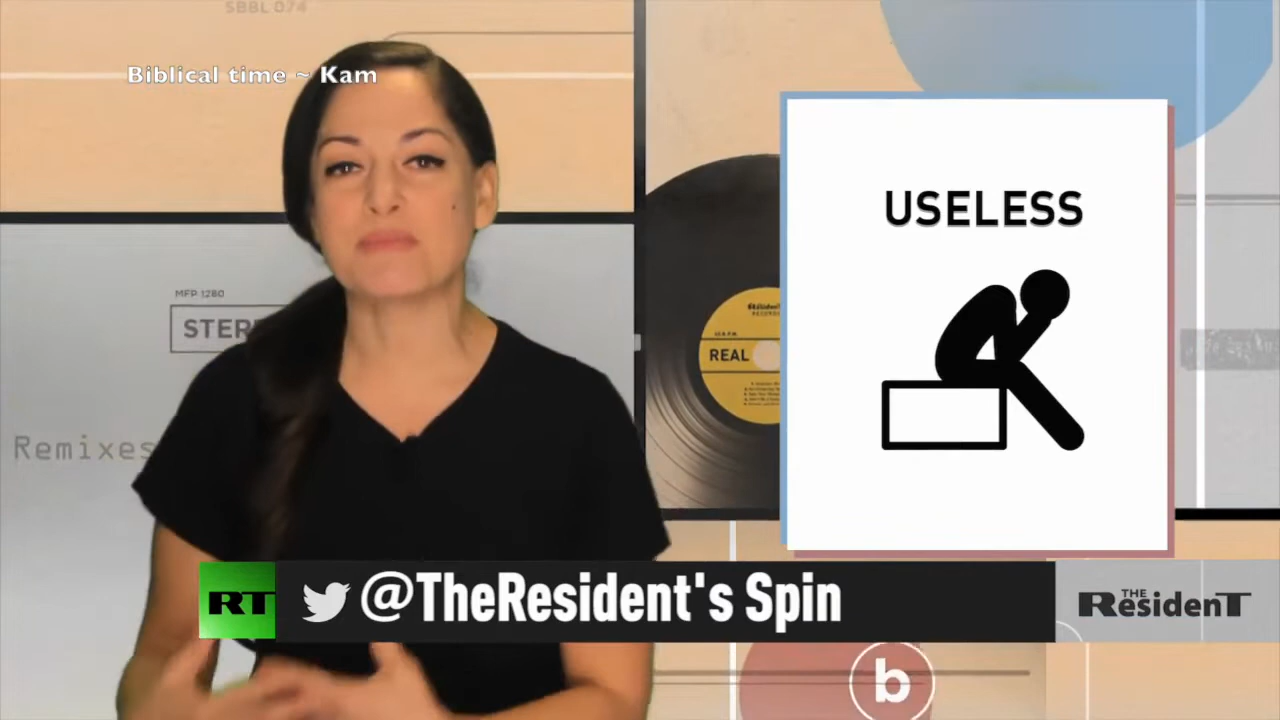 SBBL 074
Biblical time ~ Kam
USELESS
MFP 1280
STER
REAL
Remixes
RT
@TheResident's Spin
THE
ResidenT
b